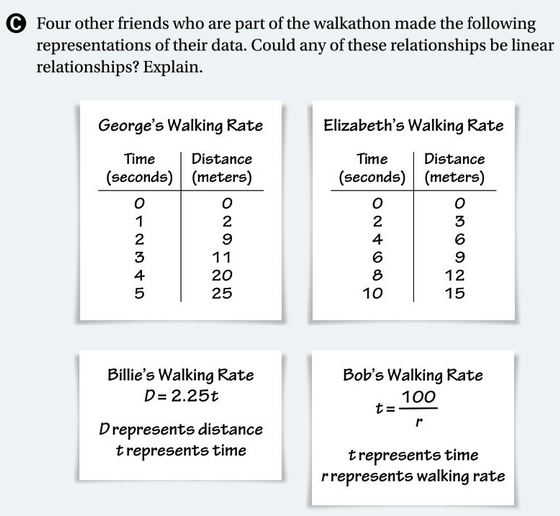 C Four other friends who are part of the walkathon made the following
representations of their data. Could any of these relationships be linear
relationships? Explain.
George's Walking Rate
Time Distance
(seconds) (meters)
0 0
1 2
2 9
3 11
4 20
5 25
Elizabeth's Walking Rate
Time Distance
(seconds) (meters)
0 0
2 3
4 6
6 9
8 12
10 15
Billie's Walking Rate
D = 2.25t
D represents distance
t represents time
Bob's Walking Rate
t = 100/r
t represents time
r represents walking rate